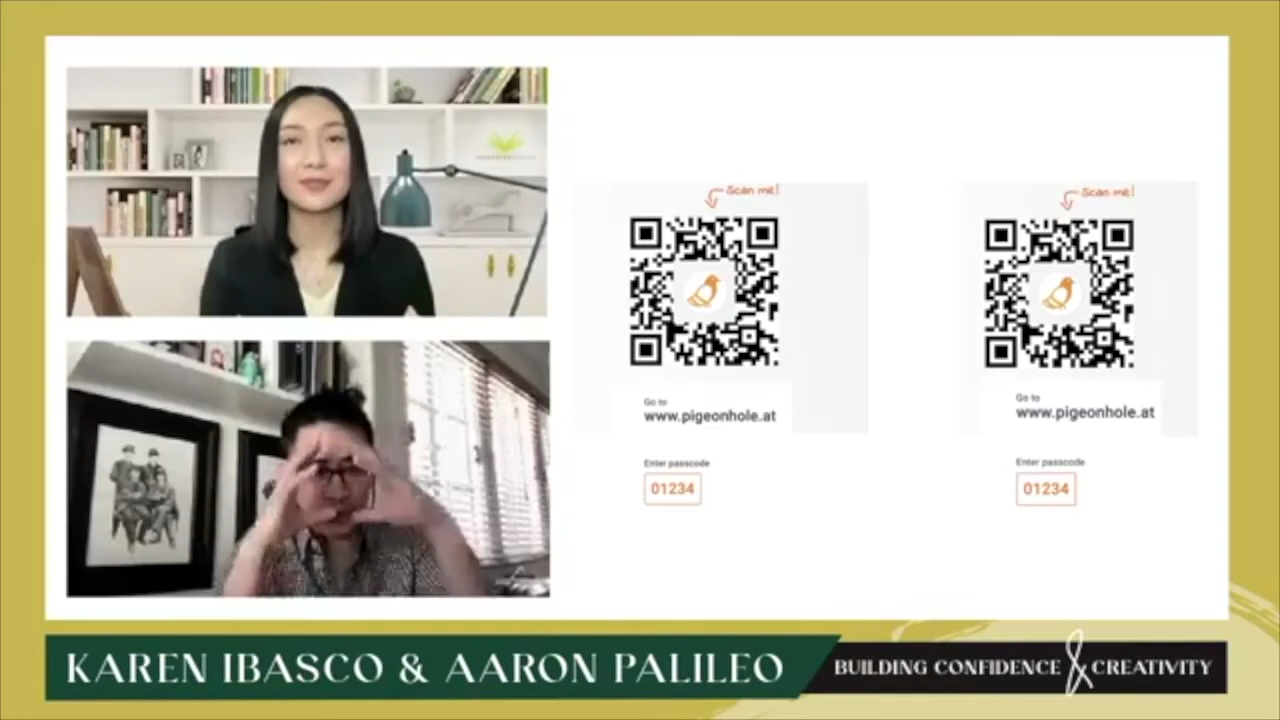 Scan me!
Go to
www.pigeonhole.at
Enter passcode
01234
Scan me!
Go to
www.pigeonhole.at
Enter passcode
01234
KAREN IBASCO & AARON PALILEO
BUILDING CONFIDENCE & CREATIVITY